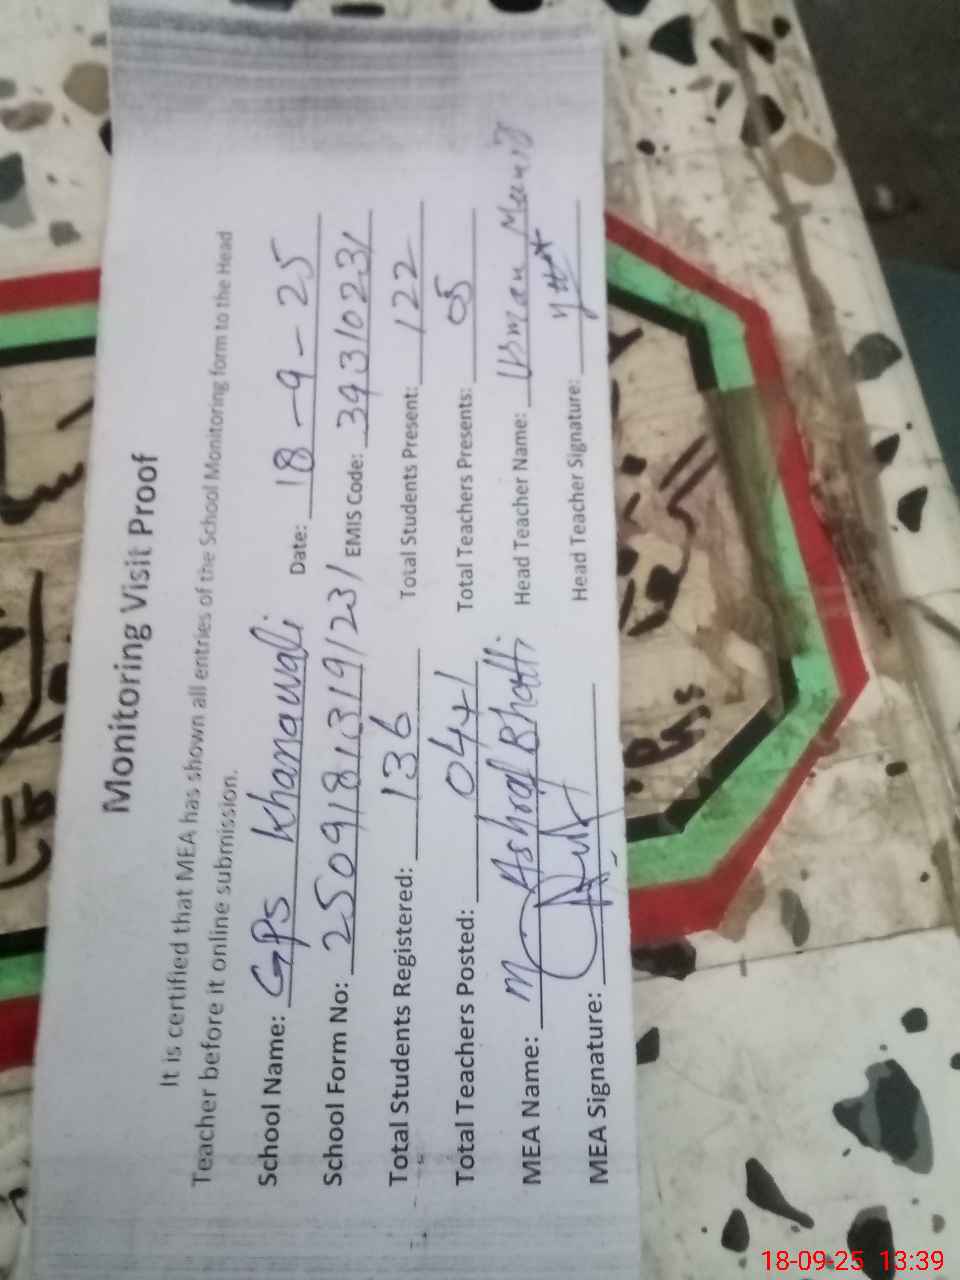 Monitoring Visit Proof
It is certified that MEA has shown all entries of the School Monitoring form to the Head
Teacher before it online submission.
School Name: GPS Khanawali Date: 18-9-25
School Form No: 25091813191231 EMIS Code: 39310231
Total Students Registered: 136 Total Students Present: 122
Total Teachers Posted: 04+1 Total Teachers Presents: 05
MEA Name: M Ashraf Bhatti Head Teacher Name: Usman Munir
MEA Signature: Head Teacher Signature:
18-09-25 13:39